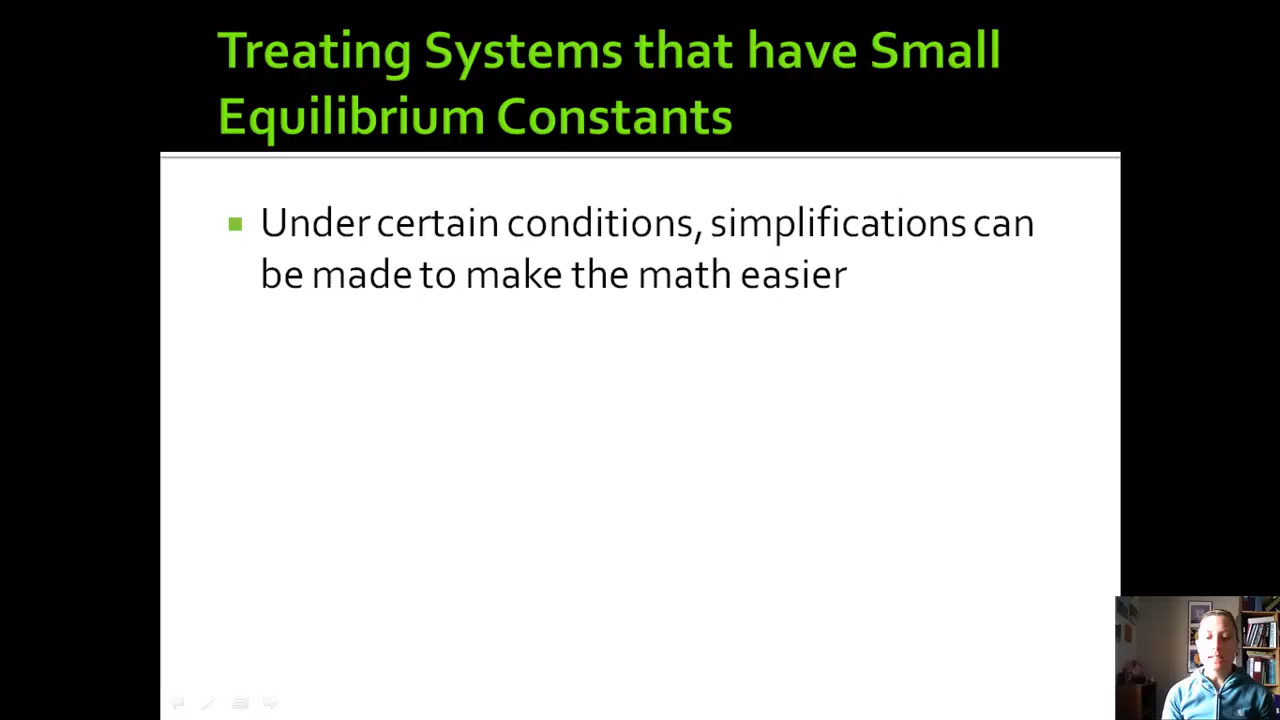 Treating Systems that have Small
Equilibrium Constants
Under certain conditions, simplifications can
be made to make the math easier